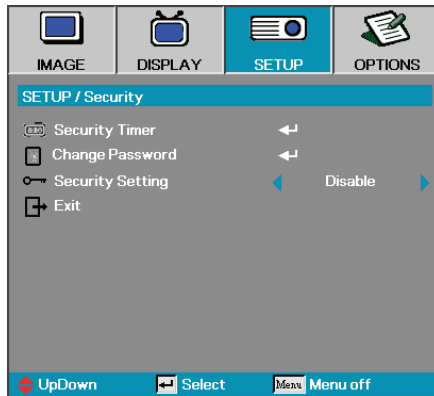 IMAGE DISPLAY SETUP OPTIONS
SETUP / Security
Security Timer
Change Password
Security Setting Disable
Exit
UpDown Select Menu Menu off